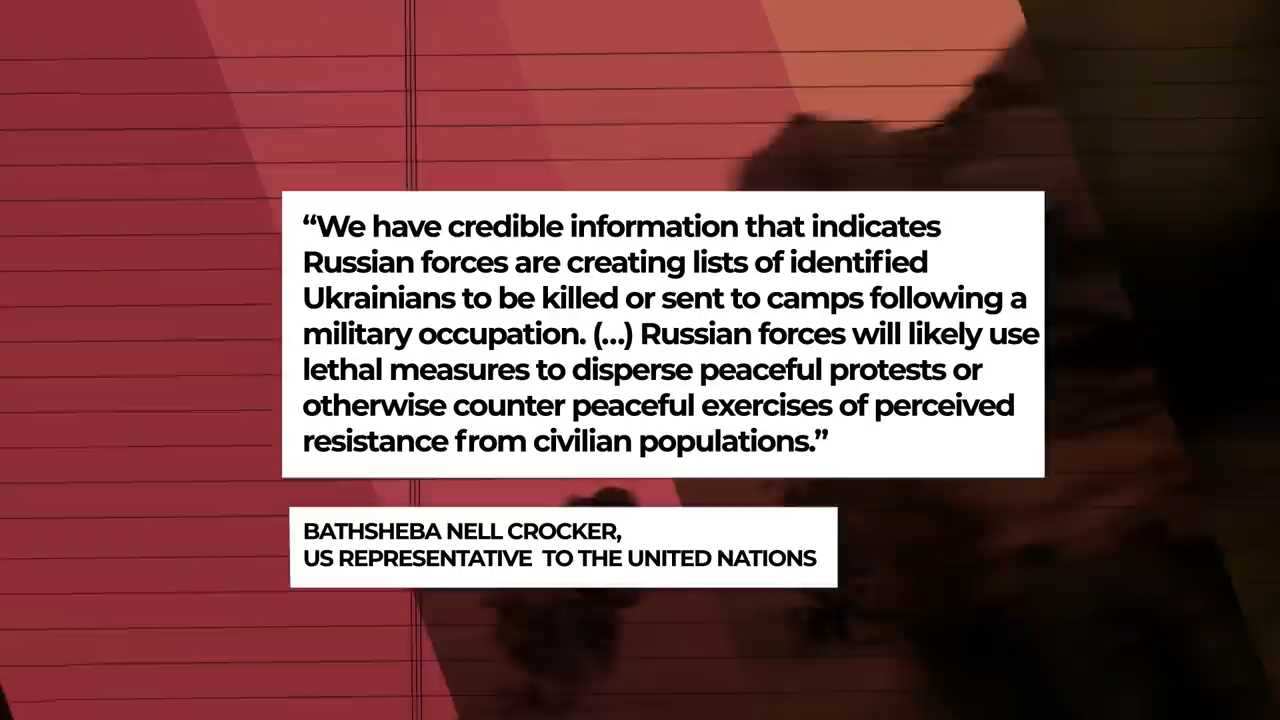 “We have credible information that indicates
Russian forces are creating lists of identified
Ukrainians to be killed or sent to camps following a
military occupation. (...) Russian forces will likely use
lethal measures to disperse peaceful protests or
otherwise counter peaceful exercises of perceived
resistance from civilian populations.”
BATHSHEBA NELL CROCKER,
US REPRESENTATIVE TO THE UNITED NATIONS